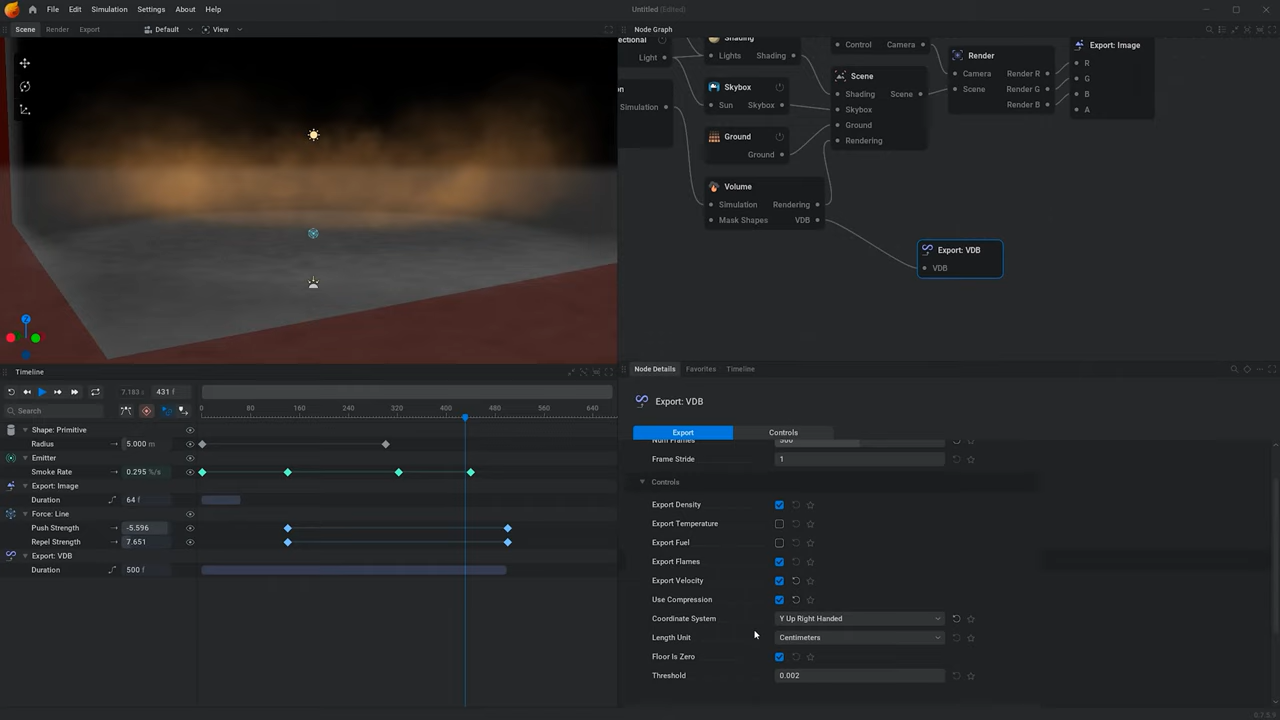 File Edit Simulation Settings About Help
Untitled (Edited)
Scene Render Export
Default
View
Node Graph
Light
Simulation
Shading
Lights Shading
Skybox
Sun Skybox
Ground
Ground
Volume
Simulation Rendering
Mask Shapes VDB
Control Camera
Scene
Shading Scene
Skybox
Ground
Rendering
Render
Camera Render R
Scene Render G
Render B
Export: Image
R
G
B
A
Export: VDB
VDB
Timeline
7.183 s 431 f
Search
0 80 160 240 320 400 480 560 640
Shape: Primitive
Radius 5.000 m
Emitter
Smoke Rate 0.295 %/s
Export: Image
Duration 64 f
Force: Line
Push Strength -5.596
Repel Strength 7.651
Export: VDB
Duration 500 f
Node Details Favorites Timeline
Export: VDB
Export Controls
Num Frames 500
Frame Stride 1
Controls
Export Density
Export Temperature
Export Fuel
Export Flames
Export Velocity
Use Compression
Coordinate System Y Up Right Handed
Length Unit Centimeters
Floor Is Zero
Threshold 0.002